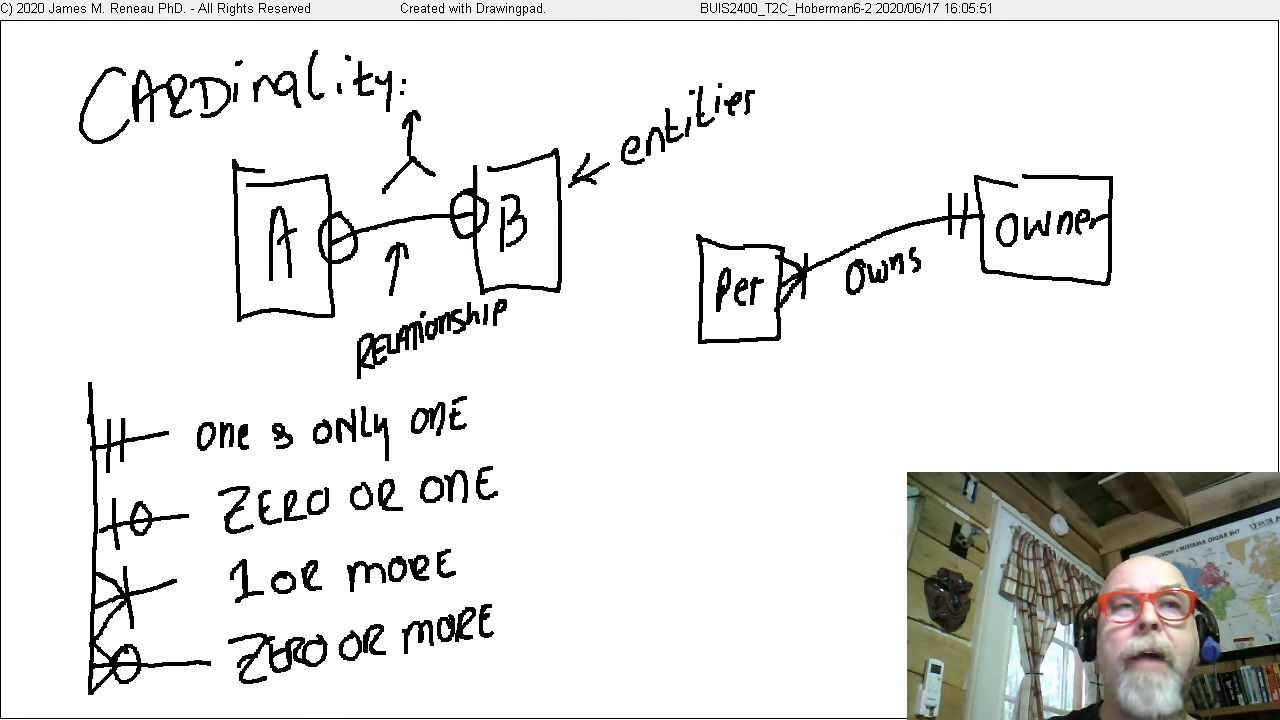 (C) 2020 James M. Reneau PhD. - All Rights Reserved Created with Drawingpad. BUIS2400_T2C_Hoberman6-2 2020/06/17 16:05:51
CARDinality:
entities
A
B
Owner
Pet
Owns
RELAtionship
one & ONLY ONE
ZERO OR ONE
1 OR MORE
ZERO OR MORE